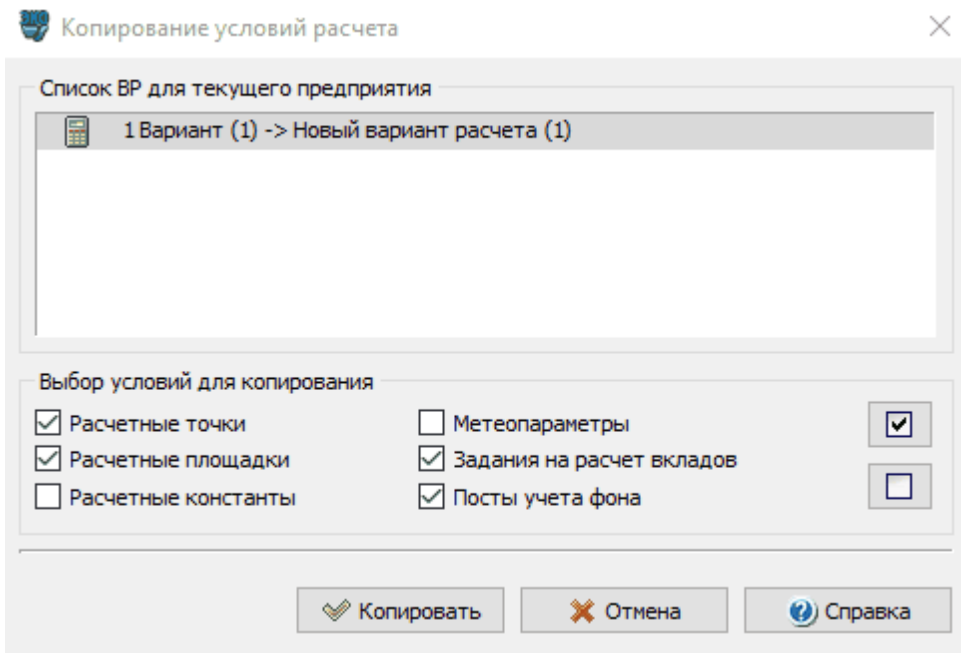 ЭКО
Копирование условий расчета
Список ВР для текущего предприятия
1 Вариант (1) -> Новый вариант расчета (1)
Выбор условий для копирования
Расчетные точки
Метеопараметры
Расчетные площадки
Задания на расчет вкладов
Расчетные константы
Посты учета фона
Копировать
Отмена
Справка